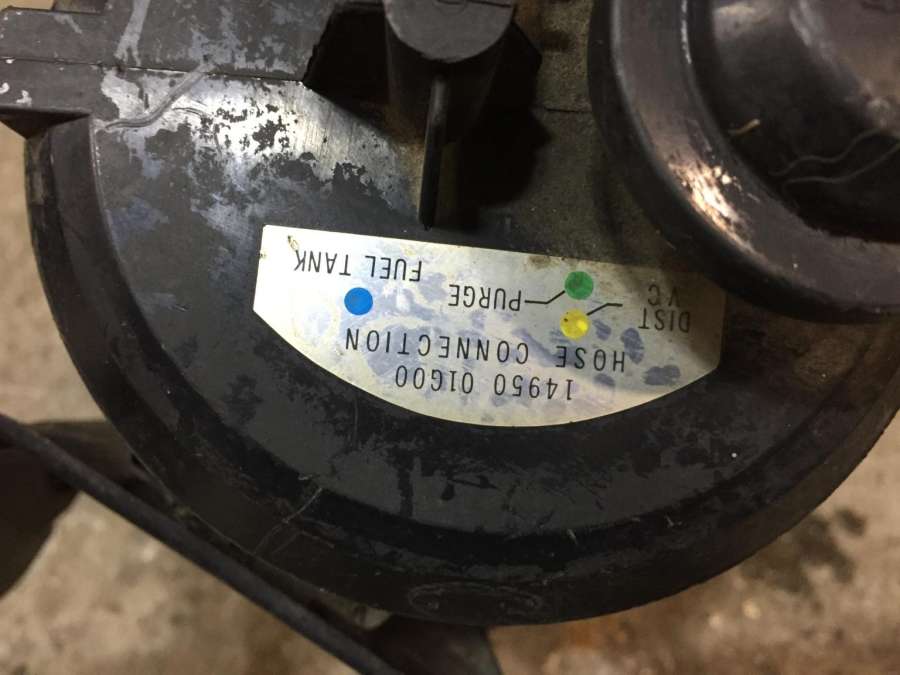 14950 01G00
HOSE CONNECTION
DIST
V.C
PURGE
FUEL TANK